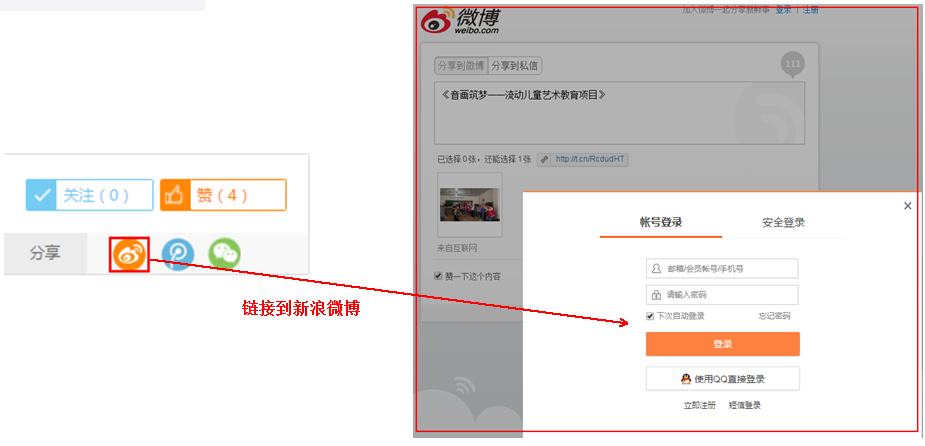 关注（0）
赞（4）
分享
链接到新浪微博
微博
weibo.com
加入微博一起分享新鲜事 登录 | 注册
分享到微博 分享到私信
111
《音画筑梦——流动儿童艺术教育项目》
已选择 0张，还能选择 1张 http://t.cn/RcdudHT
来自互联网
赞一下这个内容
帐号登录 安全登录
邮箱/会员帐号/手机号
请输入密码
下次自动登录 忘记密码
登录
使用QQ直接登录
立即注册 短信登录